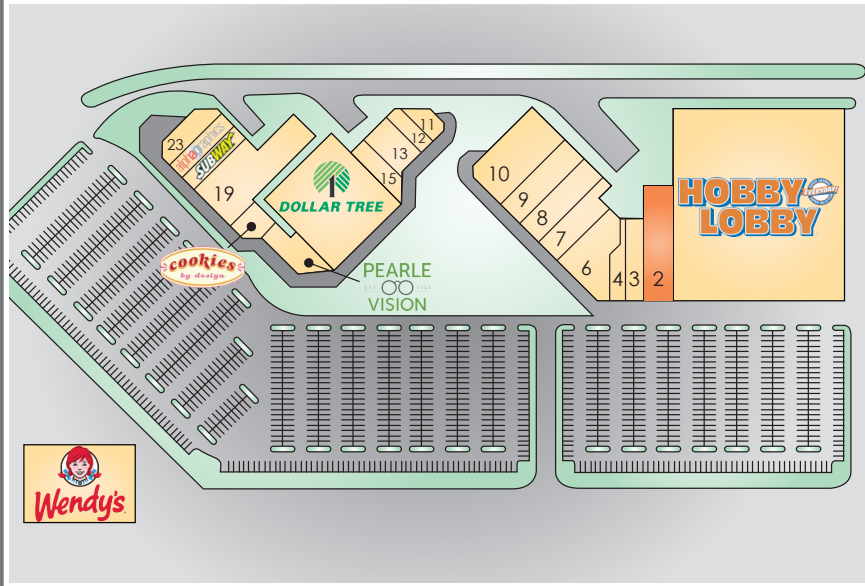 23
alphagraphics
SUBWAY
19
DOLLAR TREE
11
12
13
15
cookies
by design
PEARLE
VISION
10
9
8
7
6
4
3
2
HOBBY
LOBBY
EVERYDAY!
Wendy's